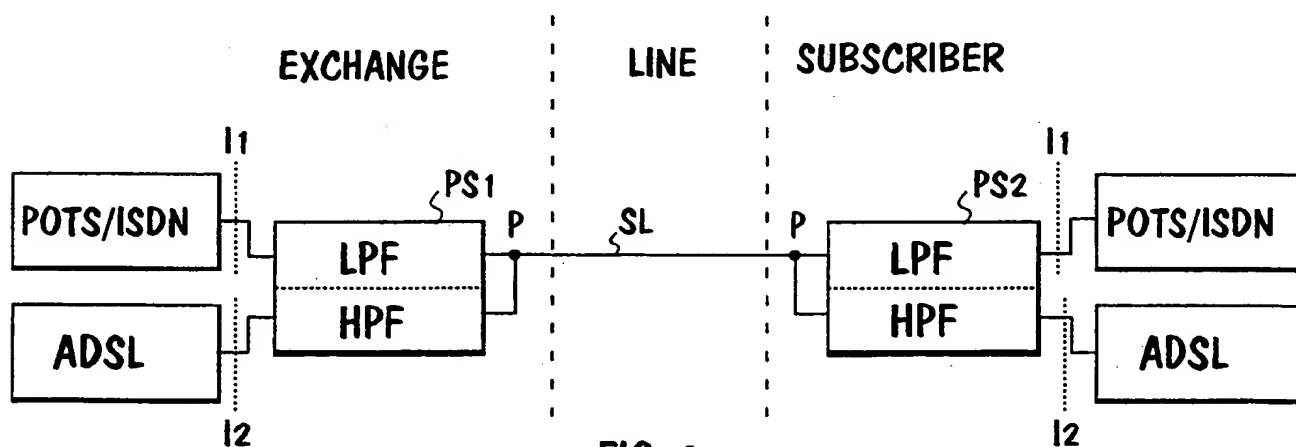 EXCHANGE
LINE
SUBSCRIBER
I1
I1
PS1
PS2
POTS/ISDN
P
SL
P
POTS/ISDN
LPF
LPF
HPF
HPF
ADSL
ADSL
I2
I2